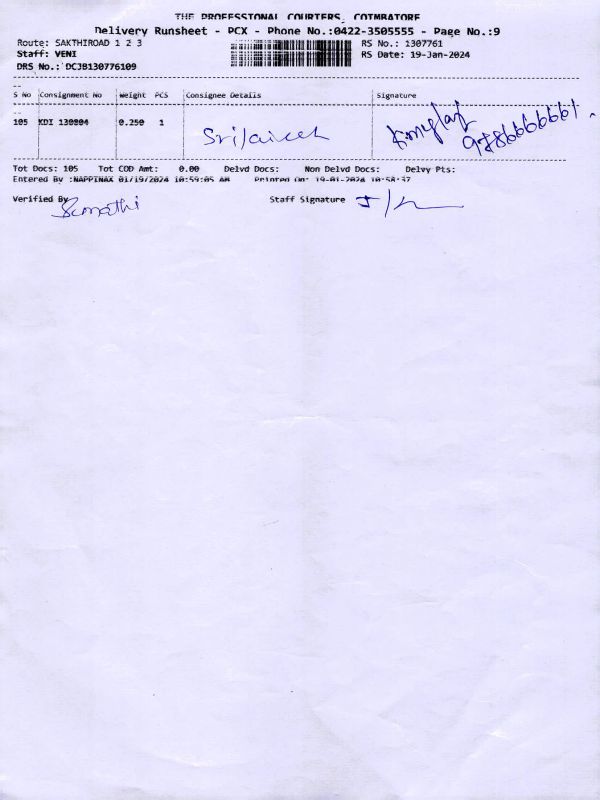 THE PROFESSIONAL COURIERS, COIMBATORE
Delivery Runsheet - PCX - Phone No.:0422-3505555 - Page No.:9
Route: SAKTHIROAD 1 2 3 RS No.: 1307761
Staff: VENI RS Date: 19-Jan-2024
DRS No.: DCJB130776109
S No Consignment No Weight PCS Consignee Details Signature
105 KDI 130804 0.250 1
Tot Docs: 105 Tot COD Amt: 0.00 Delvd Docs: Non Delvd Docs: Delvy Pts:
Entered By :NAPPINAX 01/19/2024 10:59:05 AM Printed On: 19-01-2024 10:58:37
Verified By Staff Signature
Sumathi